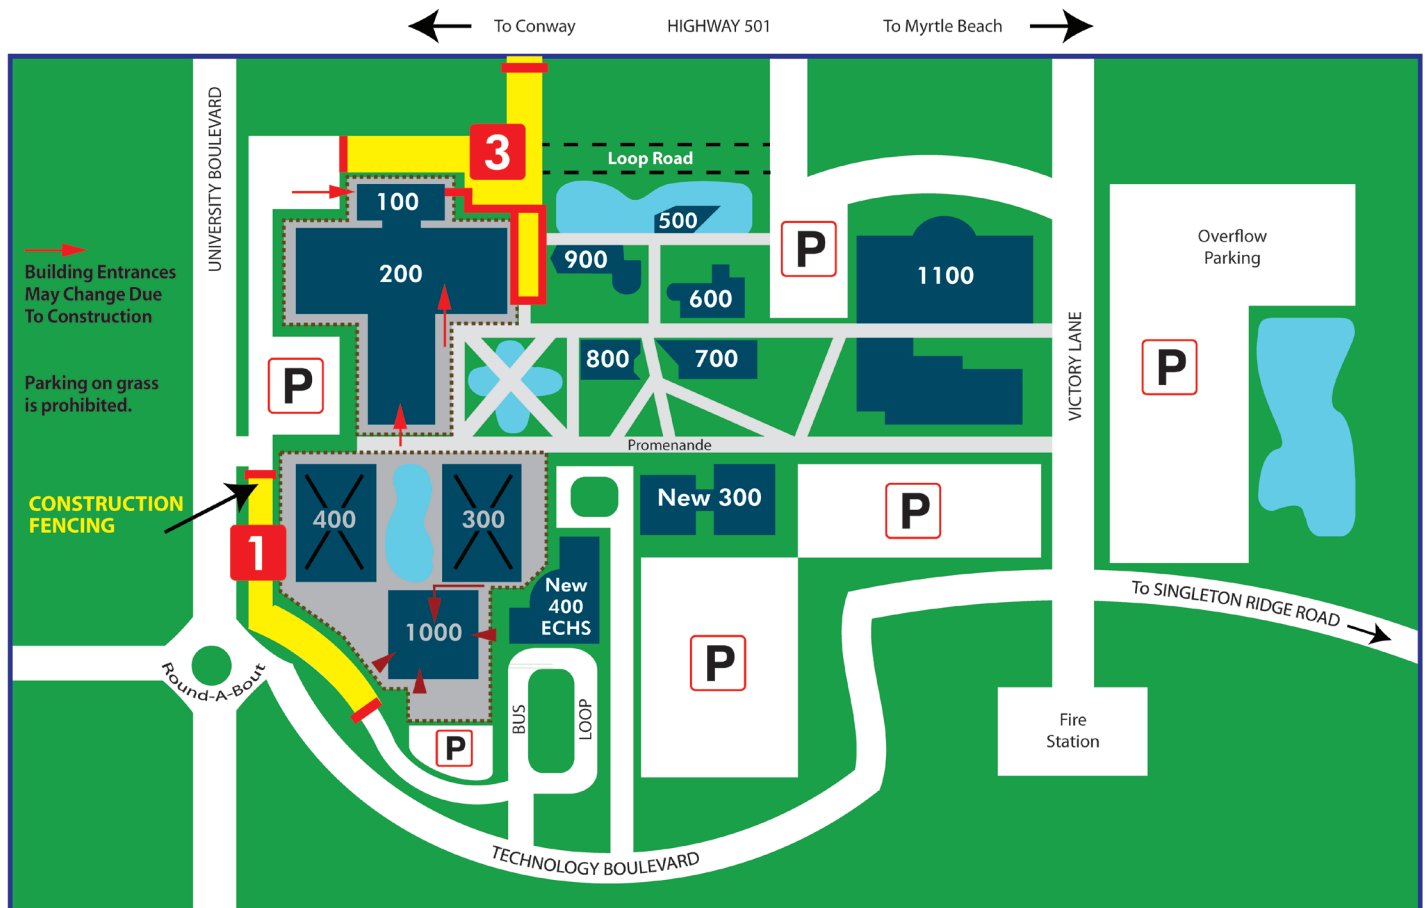 To Conway
HIGHWAY 501
To Myrtle Beach
UNIVERSITY BOULEVARD
3
Loop Road
100
500
200
900
600
P
1100
Overflow
Parking
Building Entrances
May Change Due
To Construction
Parking on grass
is prohibited.
P
800
700
VICTORY LANE
P
Promenande
CONSTRUCTION
FENCING
400
300
New 300
P
1
New
400
ECHS
1000
To SINGLETON RIDGE ROAD
Round-A-Bout
P
BUS
LOOP
P
Fire
Station
TECHNOLOGY BOULEVARD